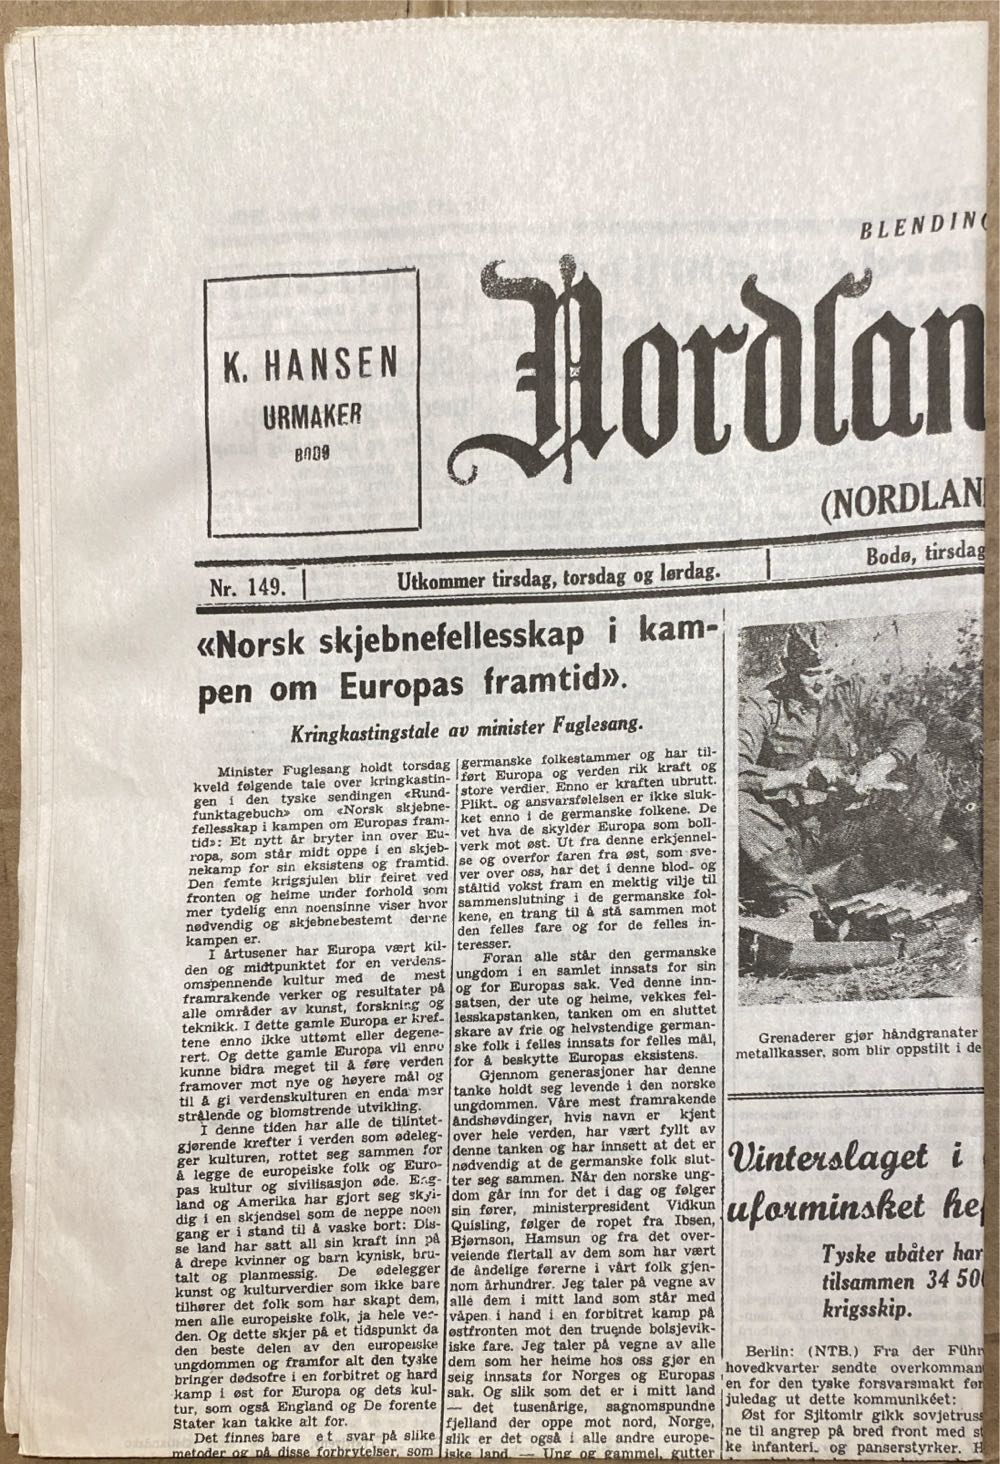 BLENDING
K. HANSEN
URMAKER
BODØ
Nordlan
(NORDLAN
Nr. 149.
Utkommer tirsdag, torsdag og lørdag.
Bodø, tirsdag
«Norsk skjebnefellesskap i kam-
pen om Europas framtid».
Kringkastingstale av minister Fuglesang.
Minister Fuglesang holdt torsdag
kveld følgende tale over kringkastin-
gen i den tyske sendingen «Rund-
funktagebuch» om «Norsk skjebne-
fellesskap i kampen om Europas fram-
tid»: Et nytt år bryter inn over Eu-
ropa, som står midt oppe i en skjeb-
nekamp for sin eksistens og framtid.
Den femte krigsjulen blir feiret ved
fronten og heime under forhold som
mer tydelig enn noensinne viser hvor
nødvendig og skjebnebestemt derne
kampen er.
I årtusener har Europa vært kil-
den og midtpunktet for en verdens-
omspennende kultur med de mest
framrakende verker og resultater på
alle områder av kunst, forskning og
teknikk. I dette gamle Europa er kref-
tene enno ikke uttømt eller degene-
rert. Og dette gamle Europa vil enno
kunne bidra meget til å føre verden
framover mot nye og høyere mål og
til å gi verdenskulturen en enda mer
strålende og blomstrende utvikling.
I denne tiden har alle de tilintet-
gjørende krefter i verden som ødeleg-
ger kulturen, rottet seg sammen for
å legge de europeiske folk og Euro-
pas kultur og sivilisasjon øde. Eng-
land og Amerika har gjort seg skyl-
dig i en skjendsel som de neppe noen
gang er i stand til å vaske bort: Dis-
se land har satt all sin kraft inn på
å drepe kvinner og barn kynisk, bru-
talt og planmessig. De ødelegger
kunst og kulturverdier som ikke bare
tilhører det folk som har skapt dem,
men alle europeiske folk, ja hele ver-
den. Og dette skjer på et tidspunkt da
den beste delen av den europeiske
ungdommen og framfor alt den tyske
bringer dødsofre i en forbitret og hard
kamp i øst for Europa og dets kul-
tur, som også England og De forente
Stater kan takke alt for.
Det finnes bare et svar på slike
metoder og på disse forbrytelser, som
germanske folkestammer og har til-
ført Europa og verden rik kraft og
store verdier. Enno er kraften ubrutt.
Plikt- og ansvarsfølelsen er ikke sluk-
ket enno i de germanske folkene. De
vet hva de skylder Europa som boll-
verk mot øst. Ut fra denne erkjennel-
se og overfor faren fra øst, som sve-
ver over oss, har det i denne blod- og
ståltid vokst fram en mektig vilje til
sammenslutning i de germanske fol-
kene, en trang til å stå sammen mot
den felles fare og for de felles in-
teresser.
Foran alle står den germanske
ungdom i en samlet innsats for sin
og for Europas sak. Ved denne inn-
satsen, der ute og heime, vekkes fel-
lesskapstanken, tanken om en sluttet
skare av frie og helvstendige german-
ske folk i felles innsats for felles mål,
for å beskytte Europas eksistens.
Gjennom generasjoner har denne
tanke holdt seg levende i den norske
ungdommen. Våre mest framrakende
åndshøvdinger, hvis navn er kjent
over hele verden, har vært fyllt av
denne tanken og har innsett at det er
nødvendig at de germanske folk slut-
ter seg sammen. Når den norske ung-
dom går inn for det i dag og følger
sin fører, ministerpresident Vidkun
Quisling, følger de ropet fra Ibsen,
Bjørnson, Hamsun og fra det over-
veiende flertall av dem som har vært
de åndelige førerne i vårt folk gjen-
nom århundrer. Jeg taler på vegne av
alle dem i mitt land som står med
våpen i hand i en forbitret kamp på
østfronten mot den truende bolsjevik-
iske fare. Jeg taler på vegne av alle
dem som her heime hos oss gjør en
seig innsats for Norges og Europas
sak. Og slik som det er i mitt land
— det tusenårige, sagnomspundne
fjelland der oppe mot nord, Norge,
slik er det også i alle andre europe-
iske land. — Ung og gammel, gutter
Grenaderer gjør håndgranater
metallkasser, som blir oppstilt i de
Vinterslaget i
uforminsket he
Tyske ubåter har
tilsammen 34 50
krigsskip.
Berlin: (NTB.) Fra der Führ
hovedkvarter sendte overkomman
en for den tyske forsvarsmakt før
juledag ut dette kommunikéet:
Øst for Sjitomir gikk sovjetruss
ne til angrep på bred front med st
ke infanteri- og panserstyrker. H